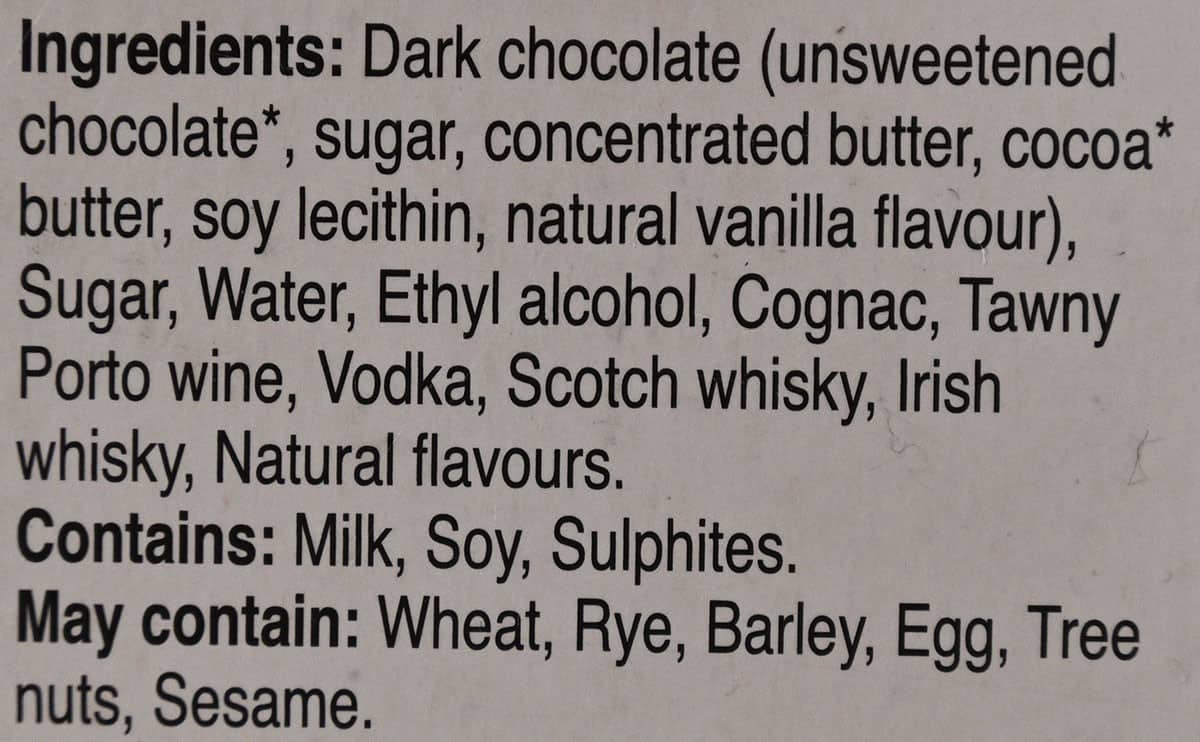 Ingredients: Dark chocolate (unsweetened
chocolate*, sugar, concentrated butter, cocoa*
butter, soy lecithin, natural vanilla flavour),
Sugar, Water, Ethyl alcohol, Cognac, Tawny
Porto wine, Vodka, Scotch whisky, Irish
whisky, Natural flavours.
Contains: Milk, Soy, Sulphites.
May contain: Wheat, Rye, Barley, Egg, Tree
nuts, Sesame.